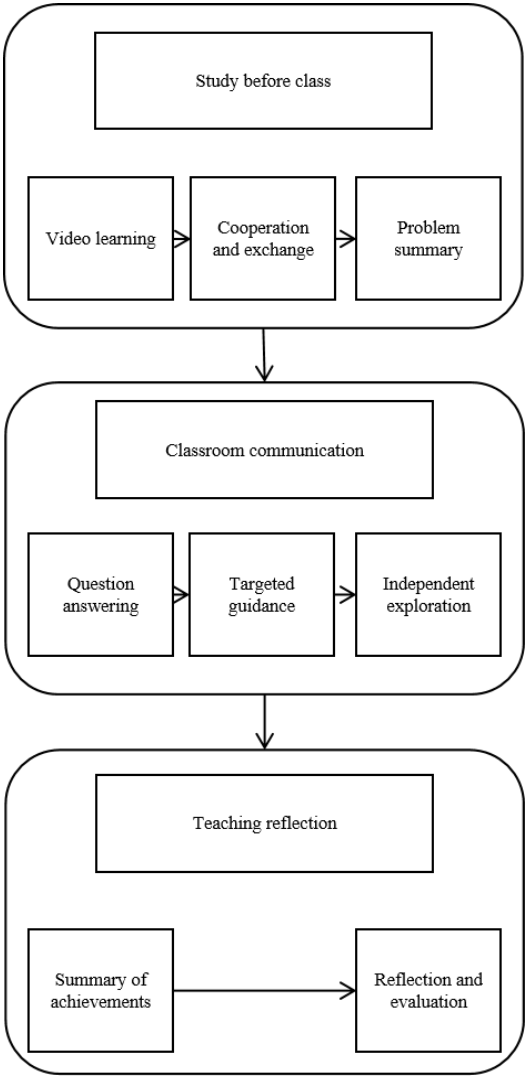 Study before class
Video learning
Cooperation
and exchange
Problem
summary
Classroom communication
Question
answering
Targeted
guidance
Independent
exploration
Teaching reflection
Summary of
achievements
Reflection and
evaluation